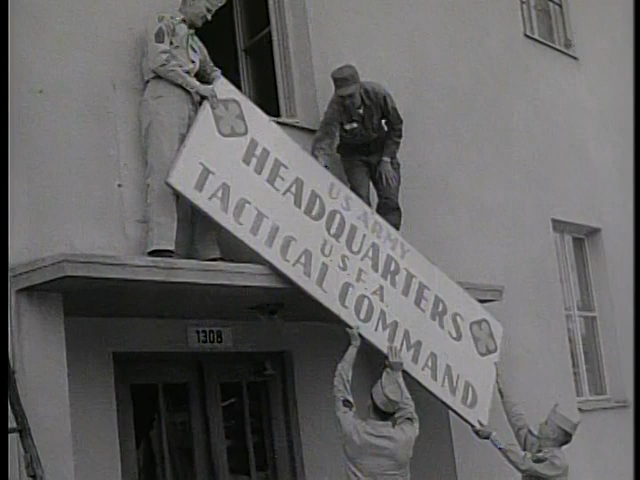 US ARMY
HEADQUARTERS
U.S.F.A
TACTICAL COMMAND
1308